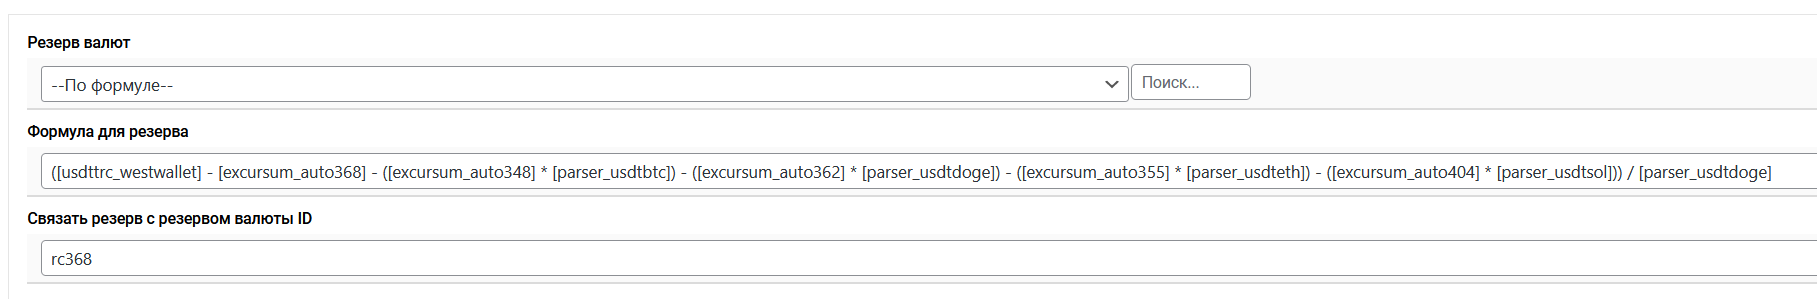 Резерв валют
--По формуле--
Поиск...
Формула для резерва
([usdttrc_westwallet] - [excursum_auto368] - ([excursum_auto348] * [parser_usdtbtc]) - ([excursum_auto362] * [parser_usdtdoge]) - ([excursum_auto355] * [parser_usdteth]) - ([excursum_auto404] * [parser_usdtsol])) / [parser_usdtdoge]
Связать резерв с резервом валюты ID
rc368